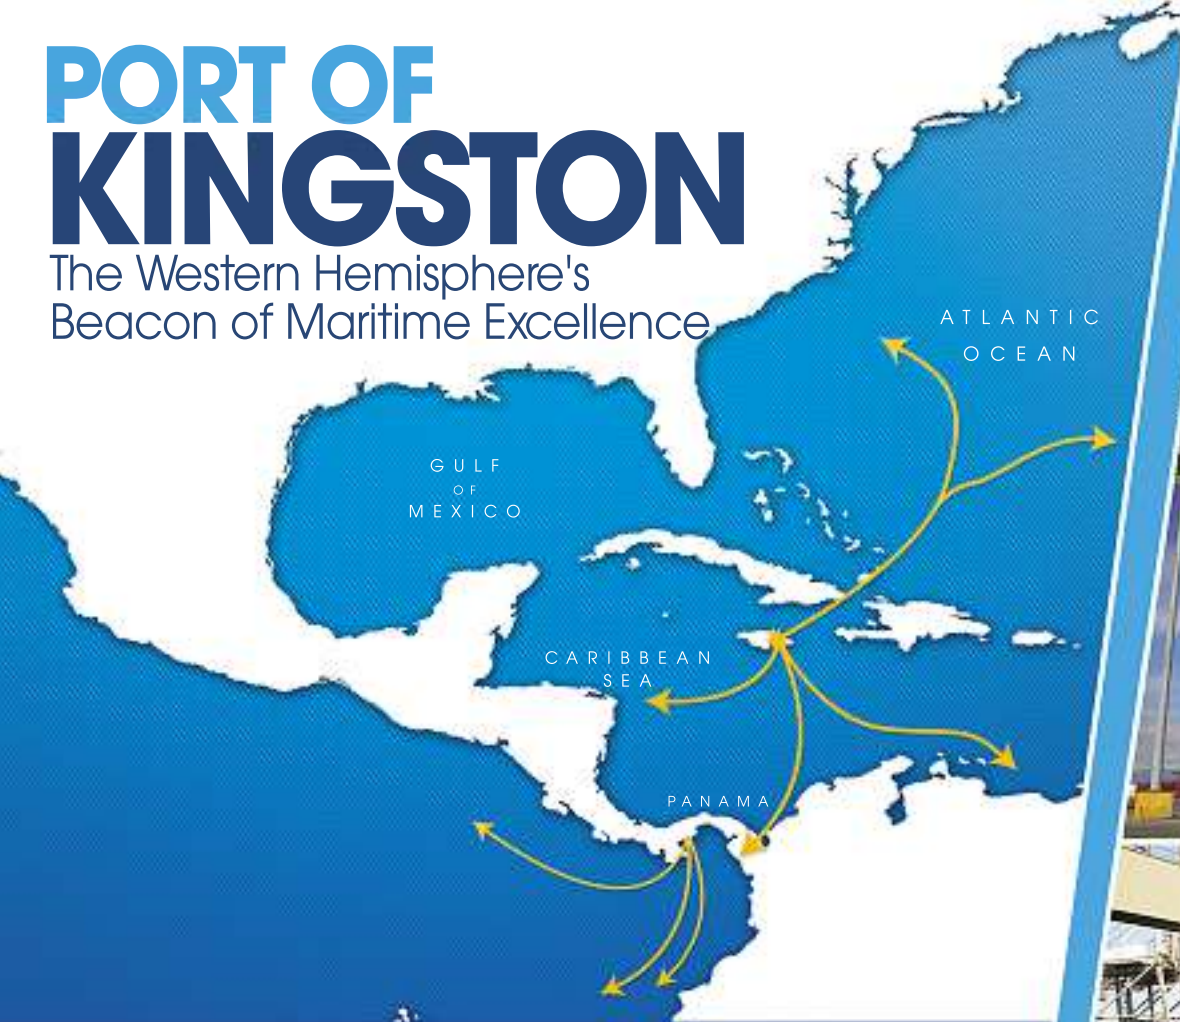 PORT OF
KINGSTON
The Western Hemisphere's
Beacon of Maritime Excellence
ATLANTIC
OCEAN
GULF
OF
MEXICO
CARIBBEAN
SEA
PANAMA